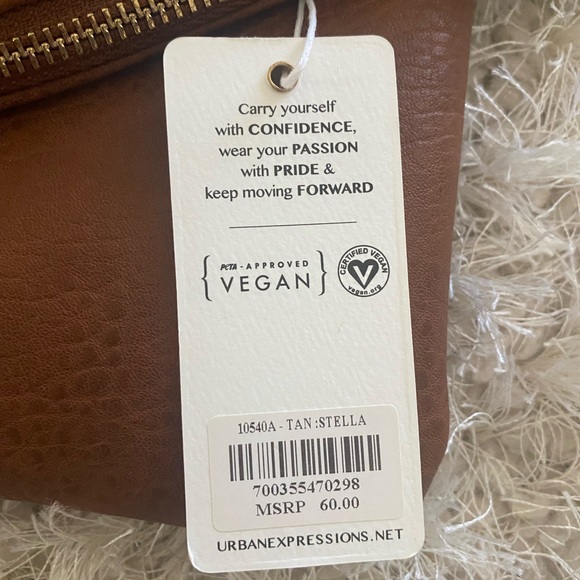 Carry yourself
with CONFIDENCE,
wear your PASSION
with PRIDE &
keep moving FORWARD
PETA - APPROVED
VEGAN
CERTIFIED VEGAN
V
vegan.org
10540A - TAN :STELLA
700355470298
MSRP 60.00
URBANEXPRESSIONS.NET